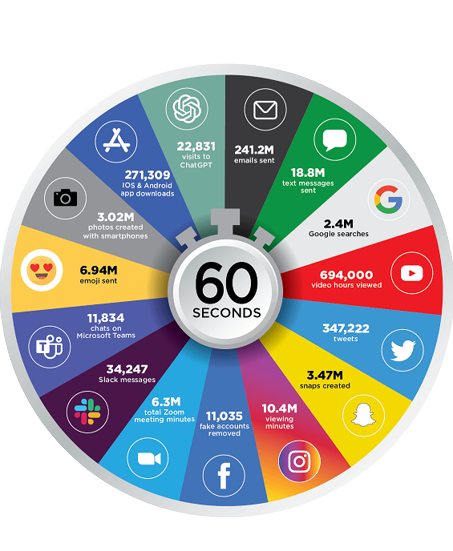 60
SECONDS
241.2M
emails sent
18.8M
text messages
sent
2.4M
Google searches
694,000
video hours viewed
347,222
tweets
3.47M
snaps created
10.4M
viewing
minutes
11,035
fake accounts
removed
6.3M
total Zoom
meeting minutes
34,247
Slack messages
11,834
chats on
Microsoft Teams
6.94M
emoji sent
3.02M
photos created
with smartphones
271,309
IOS & Android
app downloads
22,831
visits to
ChatGPT